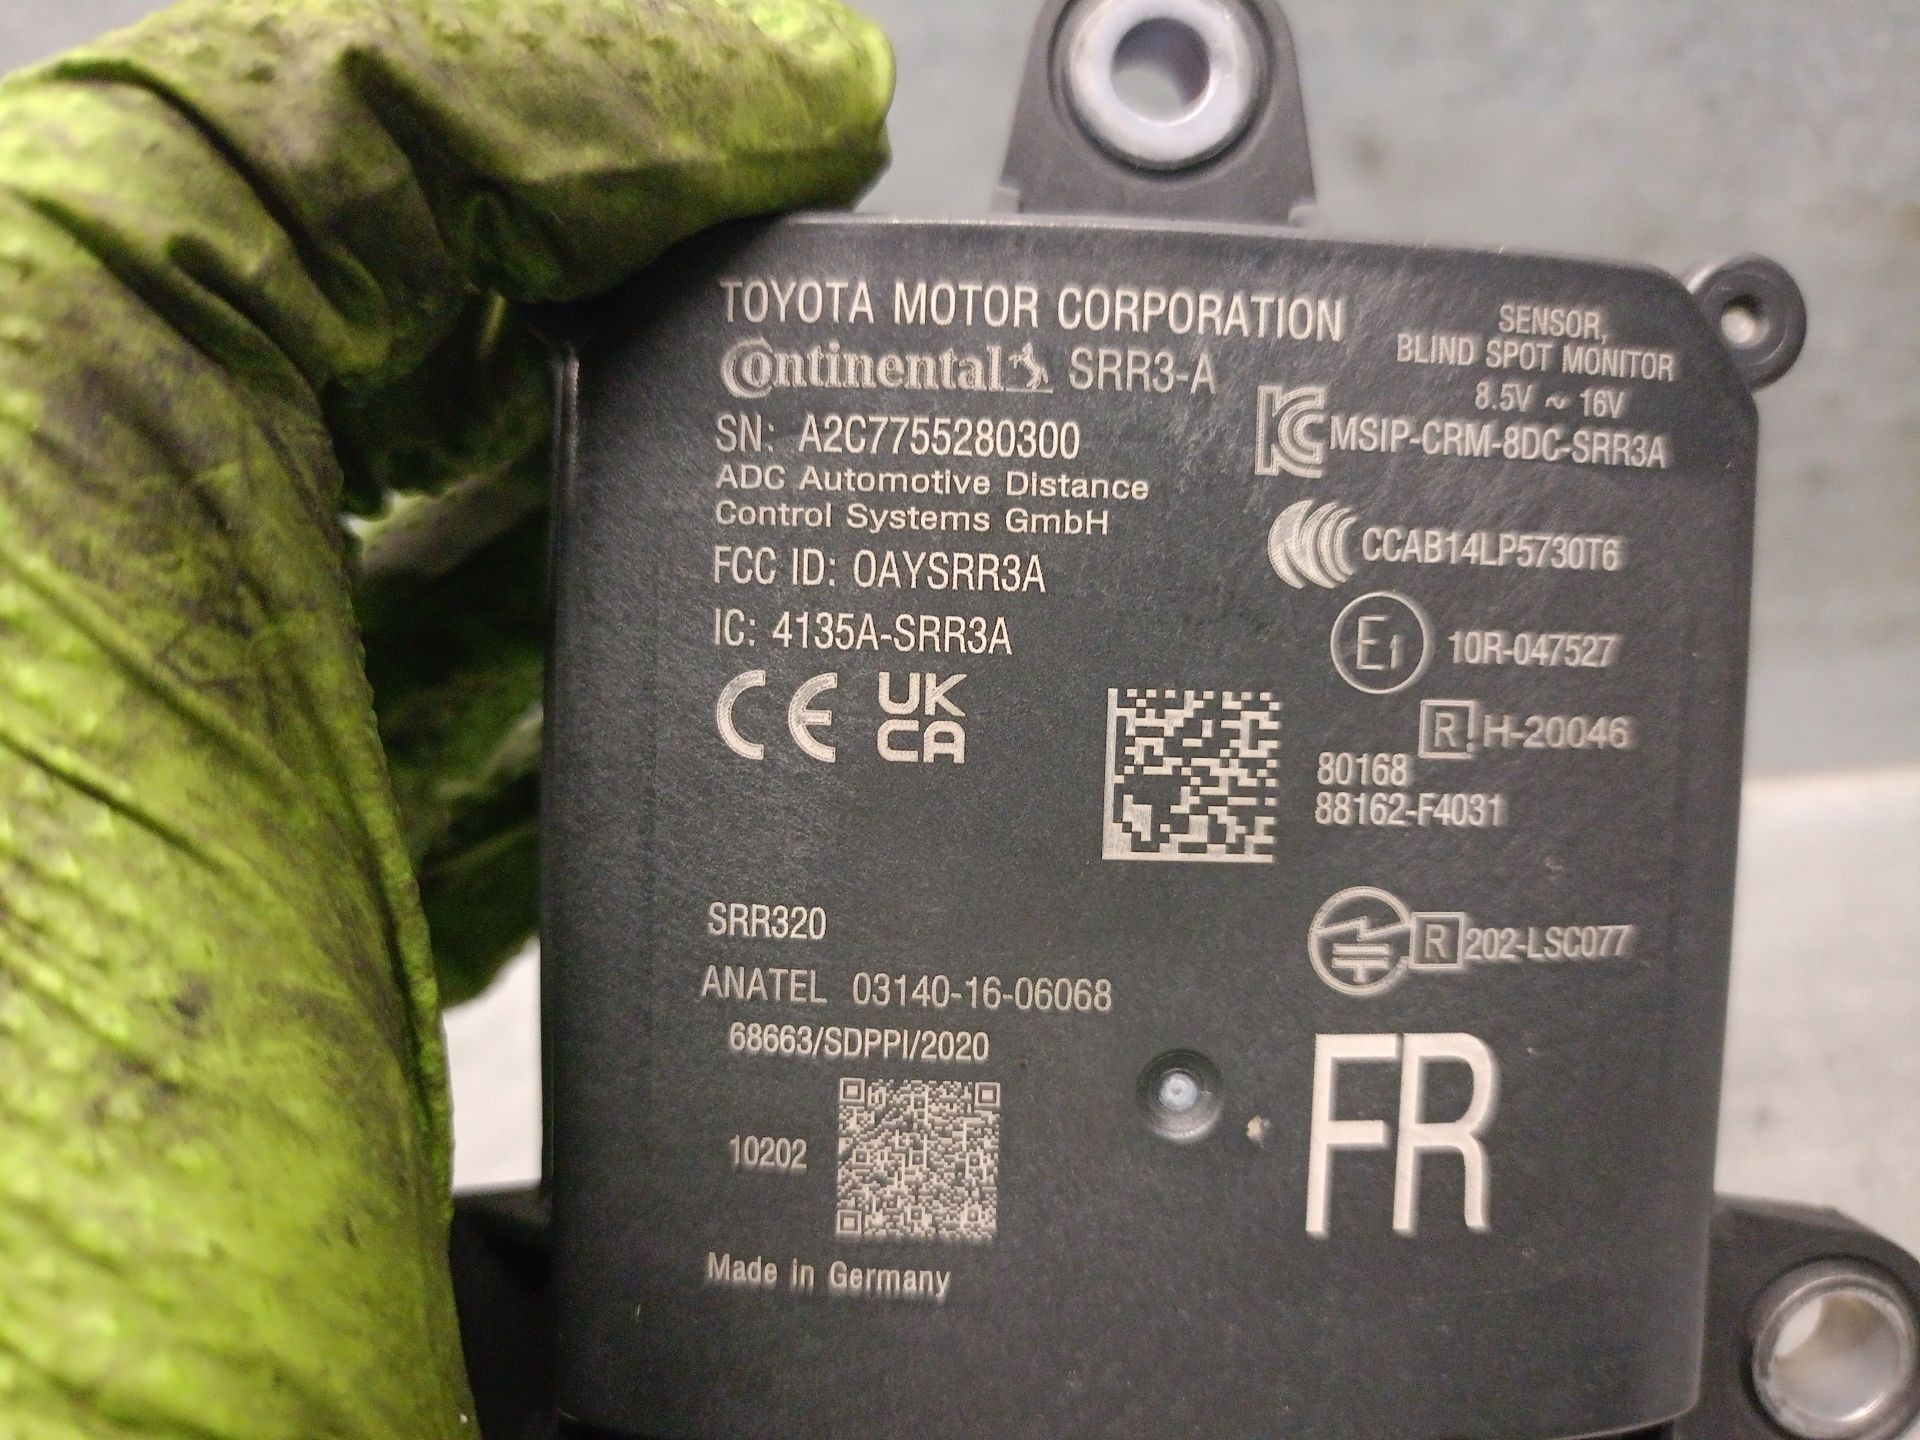 TOYOTA MOTOR CORPORATION
Continental SRR3-A
SN: A2C7755280300
ADC Automotive Distance
Control Systems GmbH
FCC ID: OAYSRR3A
IC: 4135A-SRR3A
CE UK
CA
SENSOR,
BLIND SPOT MONITOR
8.5V ~ 16V
MSIP-CRM-8DC-SRR3A
CCAB14LP5730T6
E1 10R-047527
R H-20046
80168
88162-F4031
SRR320
ANATEL 03140-16-06068
68663/SDPPI/2020
10202
R 202-LSC077
FR
Made in Germany